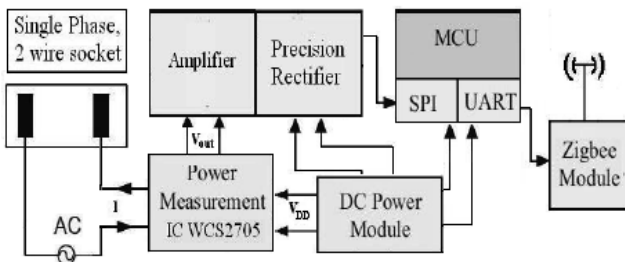 Single Phase,
2 wire socket
Amplifier
Precision
Rectifier
MCU
SPI
UART
Zigbee
Module
Vout
Power
Measurement
IC WCS2705
VDD
DC Power
Module
I
AC